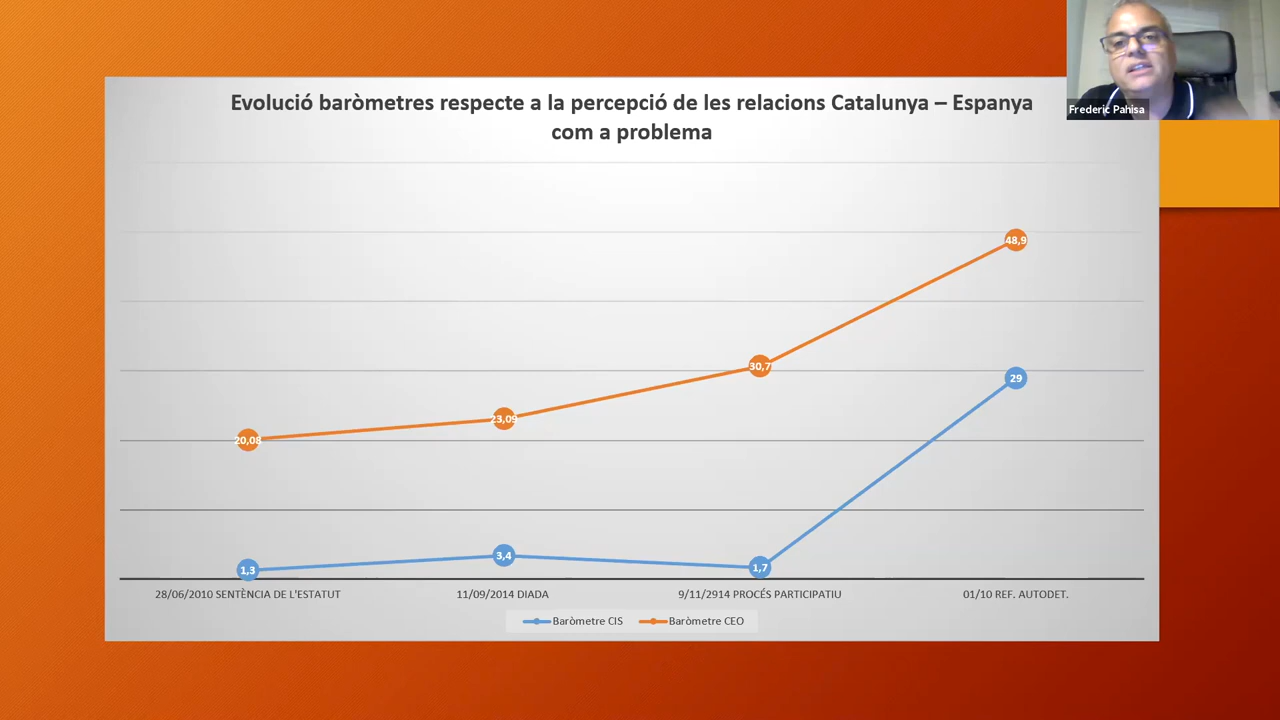 Frederic Pahisa
Evolució baròmetres respecte a la percepció de les relacions Catalunya – Espanya
com a problema
48,9
30,7
29
23,09
20,08
3,4
1,7
1,3
28/06/2010 SENTÈNCIA DE L'ESTATUT
11/09/2014 DIADA
9/11/2914 PROCÉS PARTICIPATIU
01/10 REF. AUTODET.
Baròmetre CIS
Baròmetre CEO